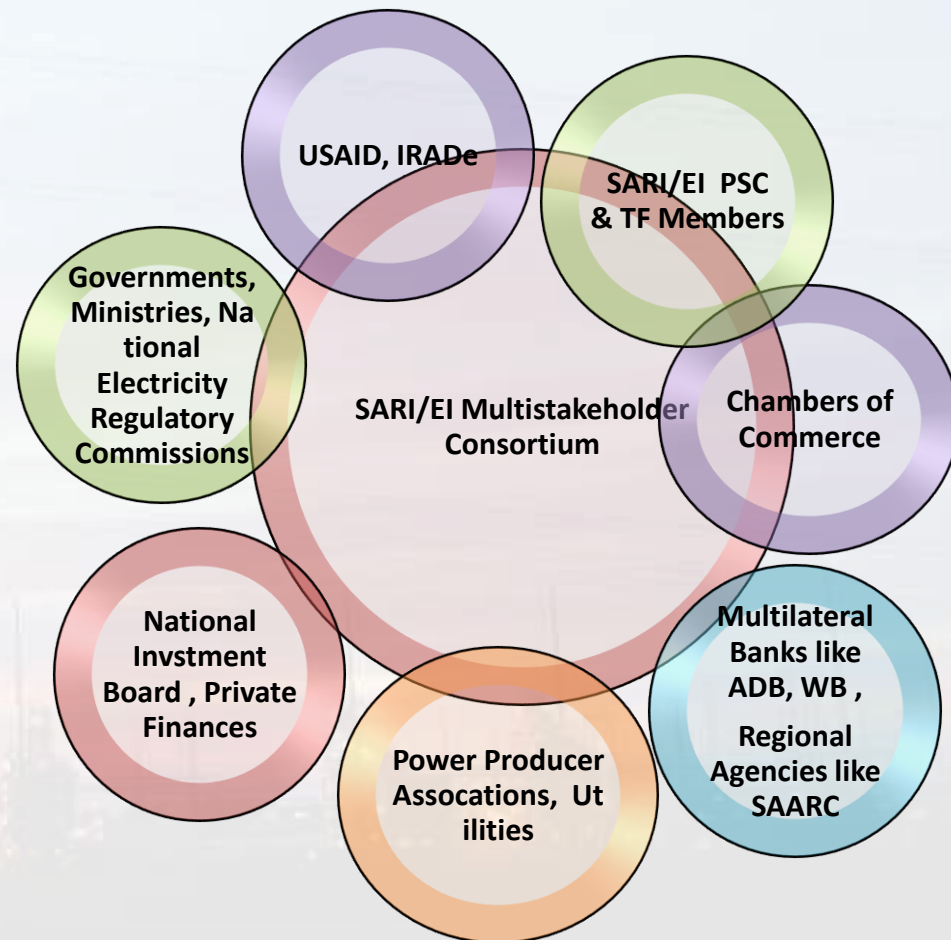 USAID, IRADe
SARI/EI  PSC
& TF Members
Governments,
Ministries, Na
tional
Electricity
Regulatory
Commissions
SARI/EI Multistakeholder
Consortium
Chambers of
Commerce
National
Invstment
Board , Private
Finances
Power Producer
Assocations,  Ut
ilities
Multilateral
Banks like
ADB, WB ,
Regional
Agencies like
SAARC